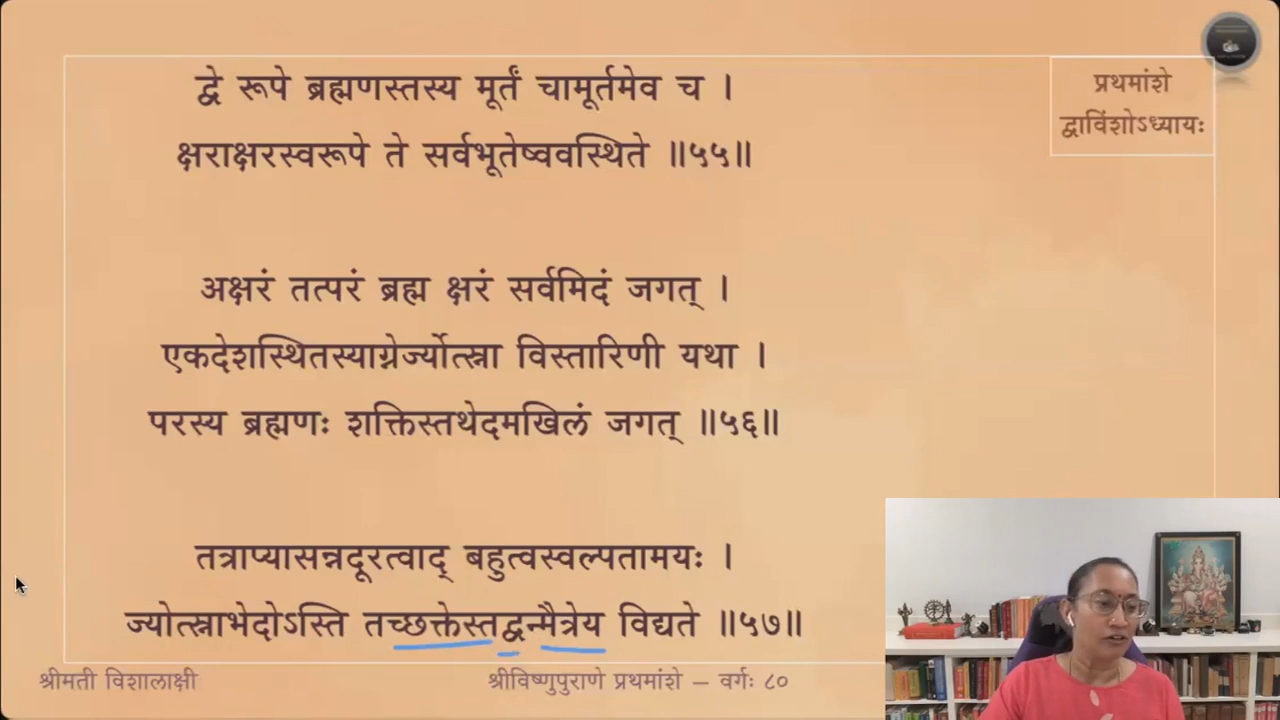 द्वे रूपे ब्रह्मणस्तस्य मूर्तं चामूर्तमेव च ।
क्षराक्षरस्वरूपे ते सर्वभूतेष्ववस्थिते ॥५५॥
प्रथमांशे
द्वाविंशोऽध्यायः
अक्षरं तत्परं ब्रह्म क्षरं सर्वमिदं जगत् ।
एकदेशस्थितस्याग्नेर्ज्योत्स्ना विस्तारिणी यथा ।
परस्य ब्रह्मणः शक्तिस्तथेदमखिलं जगत् ॥५६॥
तत्राप्यासन्नदूरत्वाद् बहुत्वस्वल्पतामयः ।
ज्योत्स्नाभेदोऽस्ति तच्छक्तेस्तद्वन्मैत्रेय विद्यते ॥५७॥
श्रीमती विशालाक्षी
श्रीविष्णुपुराणे प्रथमांशे – वर्गः ८०